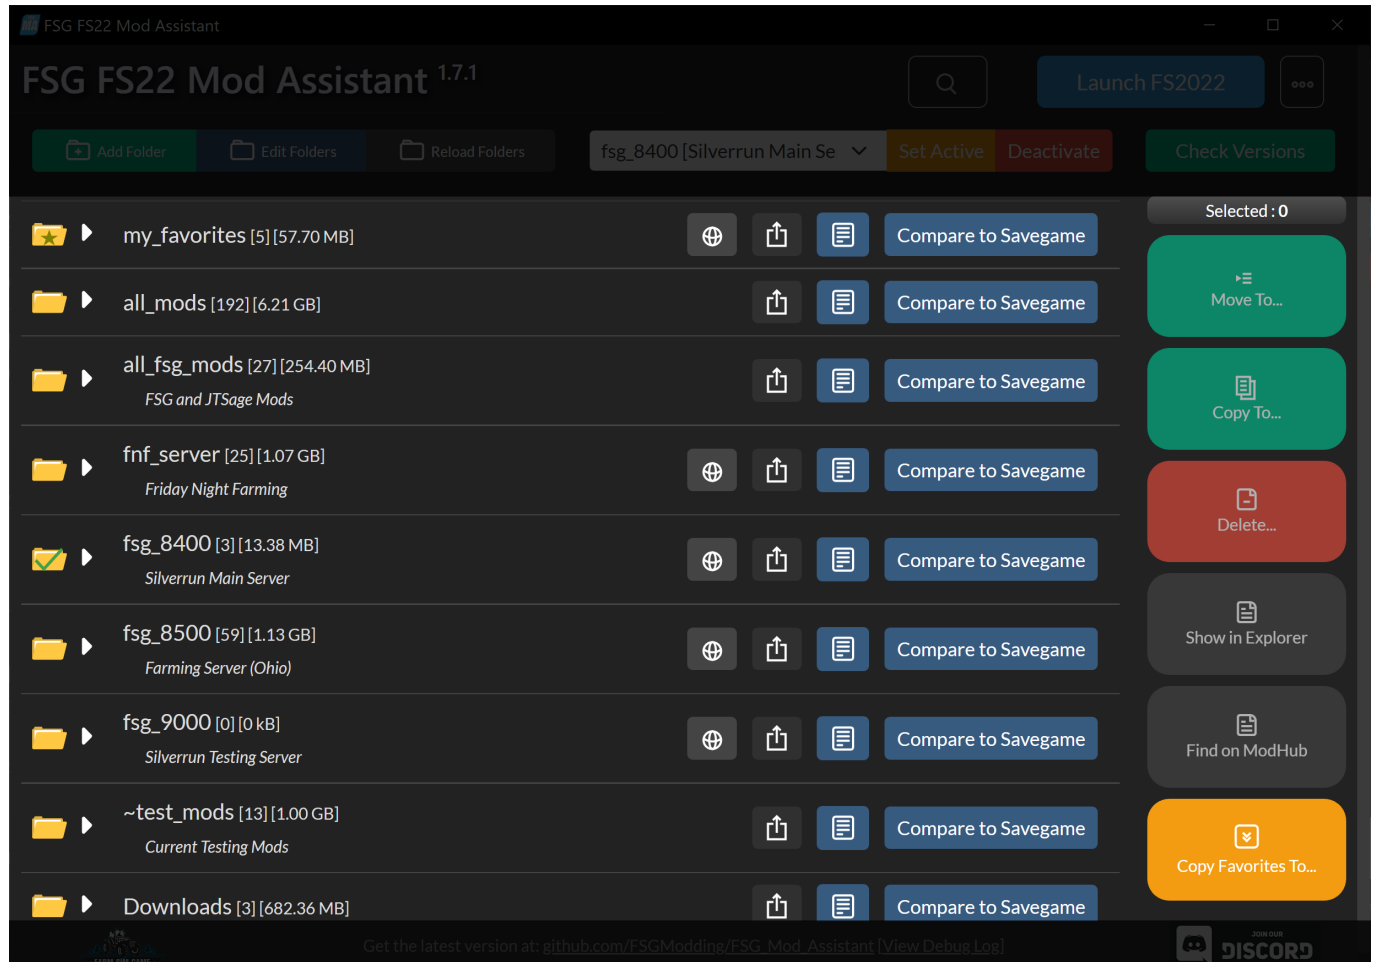 FSG FS22 Mod Assistant
FSG FS22 Mod Assistant 1.7.1
Launch FS2022
Add Folder
Edit Folders
Reload Folders
fsg_8400 [Silverrun Main Se
Set Active
Deactivate
Check Versions
my_favorites [5] [57.70 MB]
Compare to Savegame
all_mods [192] [6.21 GB]
Compare to Savegame
all_fsg_mods [27] [254.40 MB]
FSG and JTSage Mods
Compare to Savegame
fnf_server [25] [1.07 GB]
Friday Night Farming
Compare to Savegame
fsg_8400 [3] [13.38 MB]
Silverrun Main Server
Compare to Savegame
fsg_8500 [59] [1.13 GB]
Farming Server (Ohio)
Compare to Savegame
fsg_9000 [0] [0 kB]
Silverrun Testing Server
Compare to Savegame
~test_mods [13] [1.00 GB]
Current Testing Mods
Compare to Savegame
Downloads [3] [682.36 MB]
Compare to Savegame
Selected : 0
Move To...
Copy To...
Delete...
Show in Explorer
Find on ModHub
Copy Favorites To...
Get the latest version at: github.com/FSGModding/FSG_Mod_Assistant [View Debug Log]
JOIN OUR
DISCORD